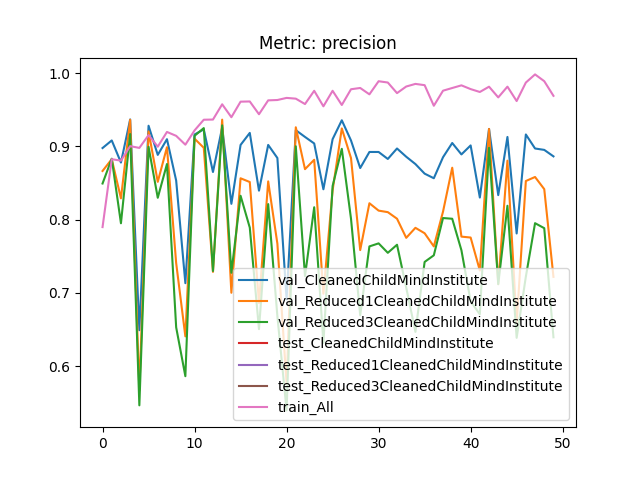 Metric: precision
1.0
0.9
0.8
0.7
0.6
val_CleanedChildMindInstitute
val_Reduced1CleanedChildMindInstitute
val_Reduced3CleanedChildMindInstitute
test_CleanedChildMindInstitute
test_Reduced1CleanedChildMindInstitute
test_Reduced3CleanedChildMindInstitute
train_All
0 10 20 30 40 50